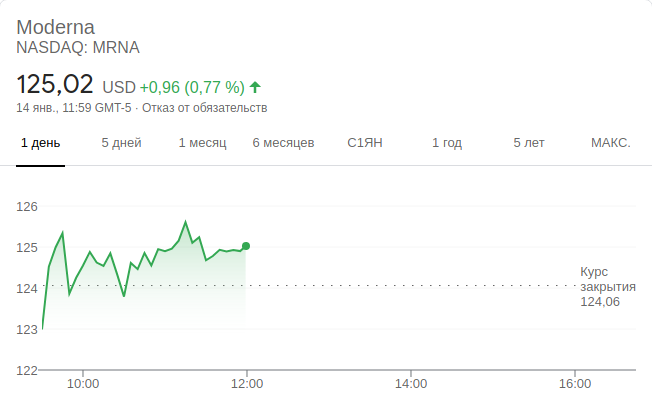 Moderna
NASDAQ: MRNA
125,02 USD +0,96 (0,77 %)
14 янв., 11:59 GMT-5 · Отказ от обязательств
1 день 5 дней 1 месяц 6 месяцев С1ЯН 1 год 5 лет МАКС.
126
125
124
123
122
Курс
закрытия
124,06
10:00 12:00 14:00 16:00